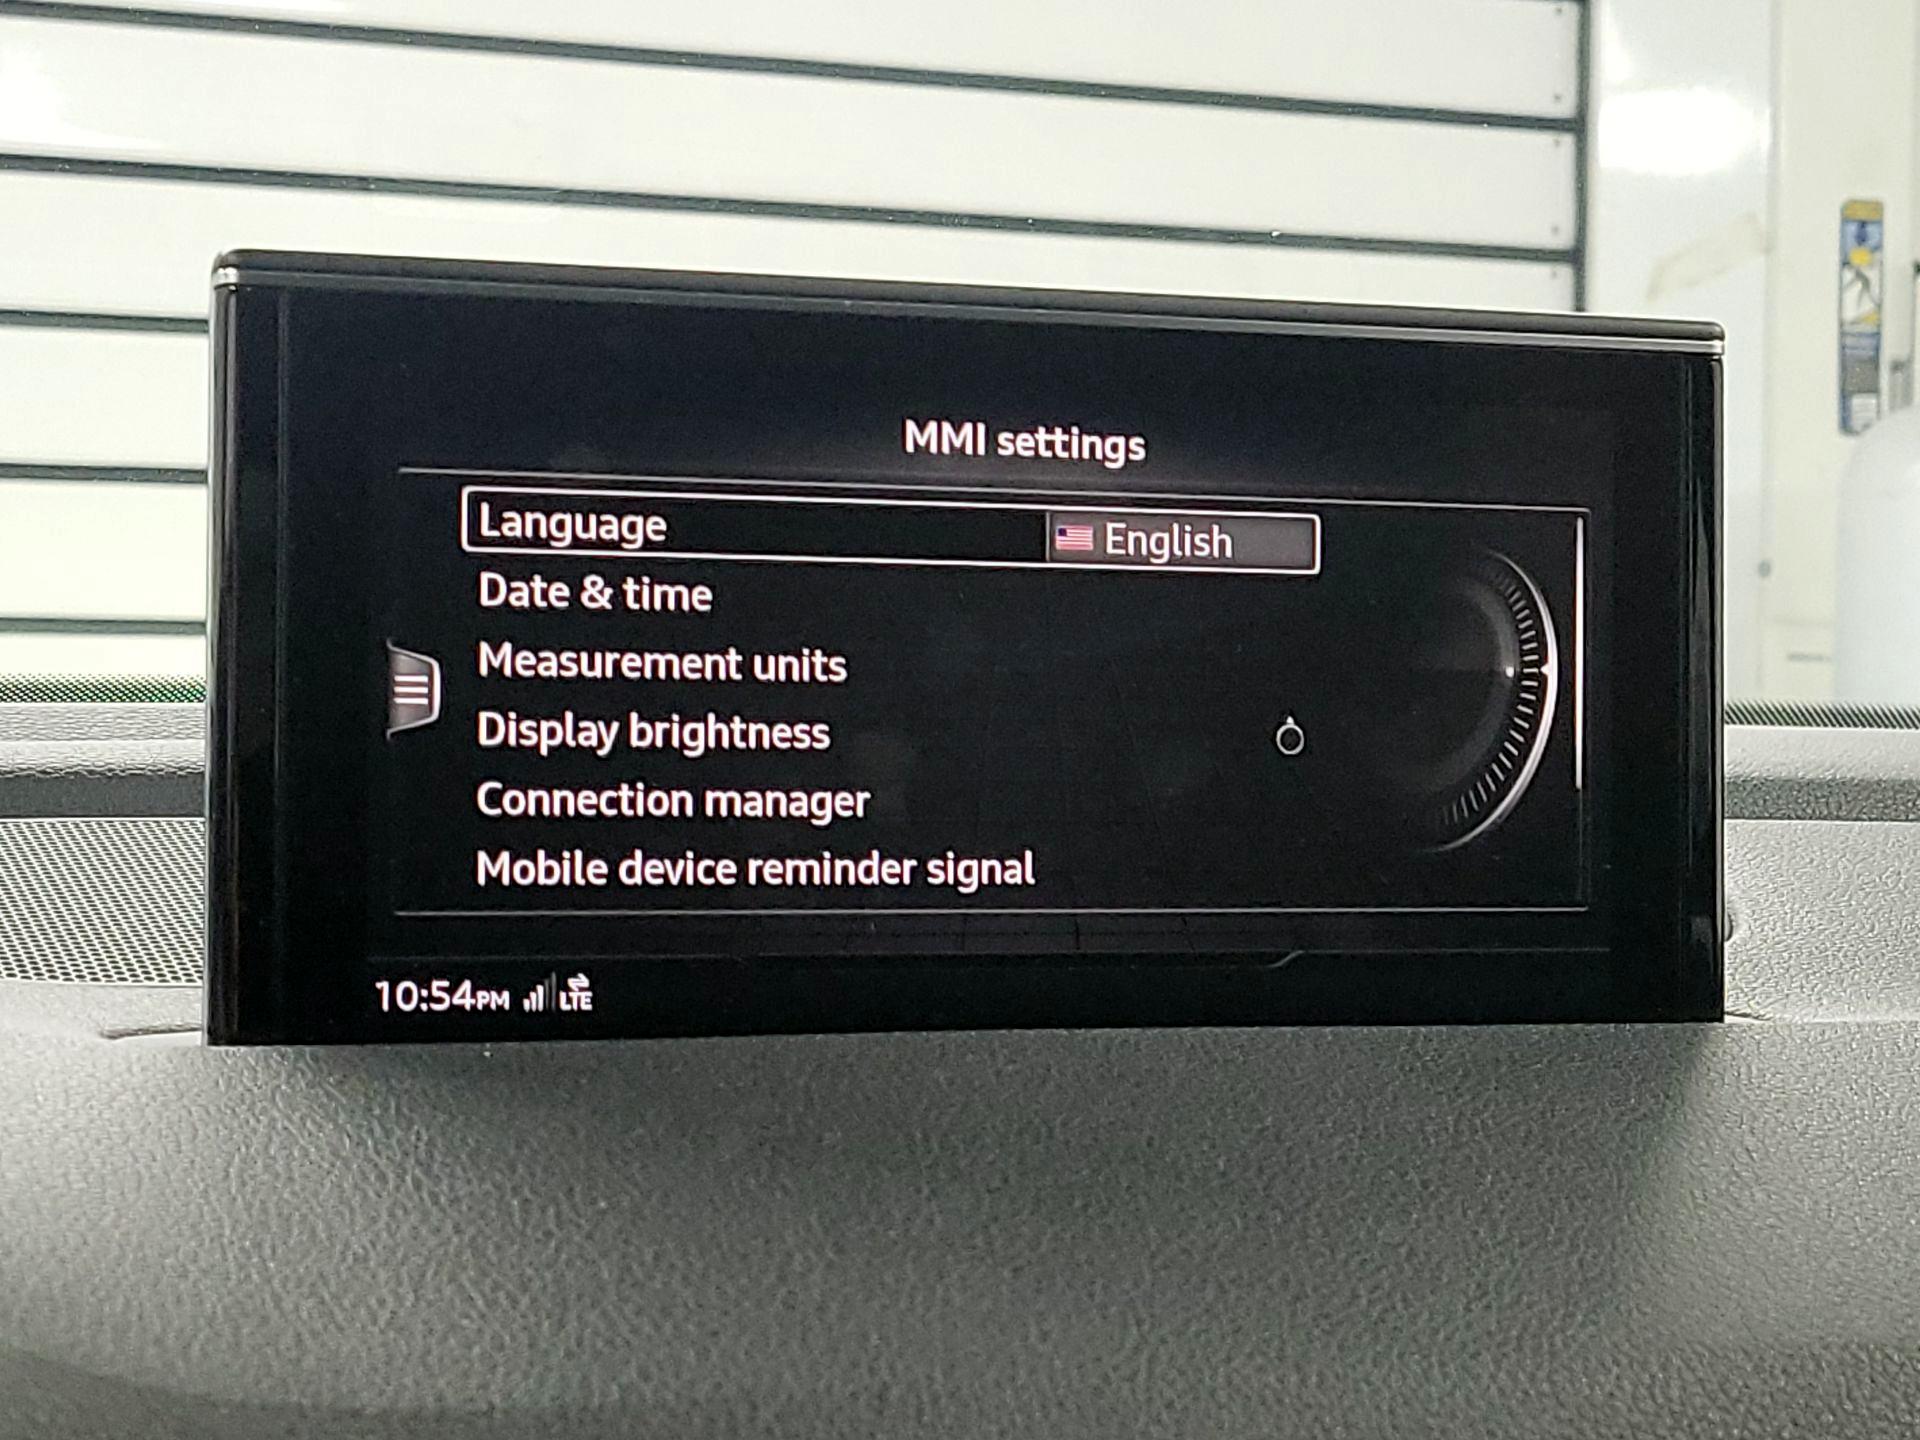 MMI settings
Language English
Date & time
Measurement units
Display brightness
Connection manager
Mobile device reminder signal
10:54PM LTE